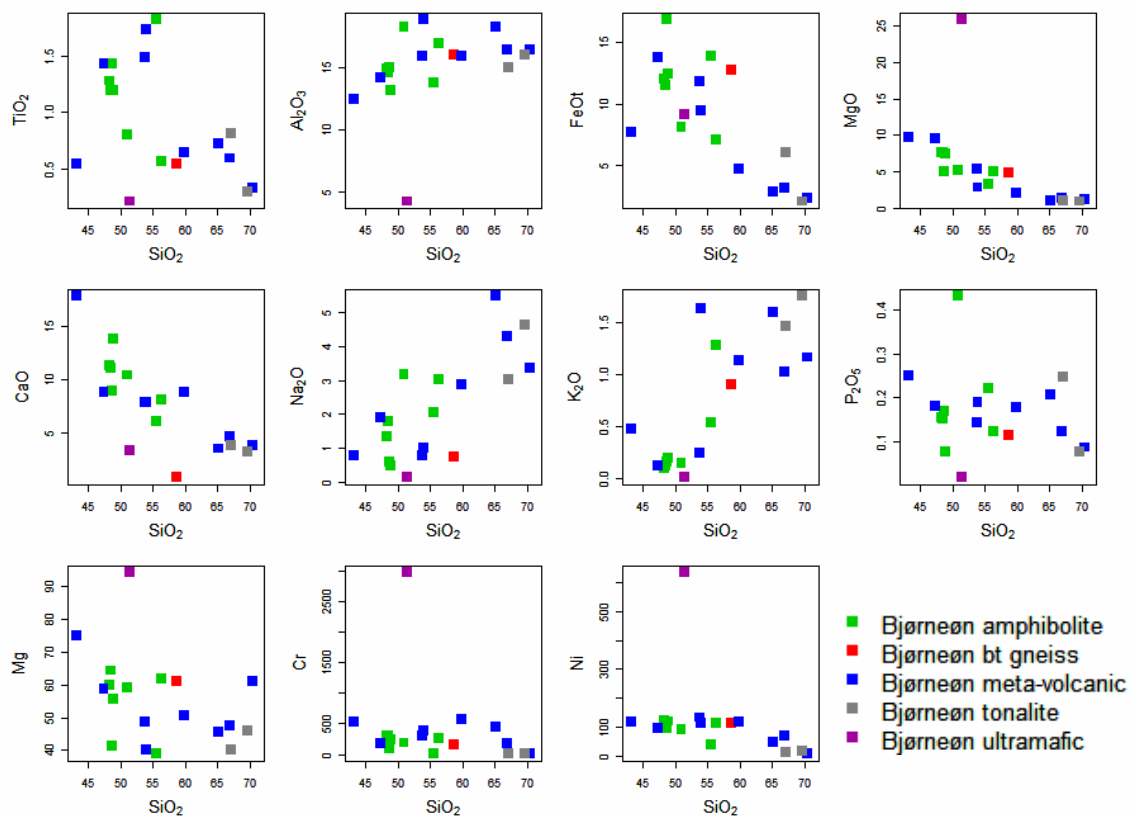 TiO₂
0.5 1.0 1.5
45 50 55 60 65 70
SiO₂
Al₂O₃
5 10 15
45 50 55 60 65 70
SiO₂
FeOt
5 10 15
45 50 55 60 65 70
SiO₂
MgO
0 5 10 15 20 25
45 50 55 60 65 70
SiO₂
CaO
5 10 15
45 50 55 60 65 70
SiO₂
Na₂O
0 1 2 3 4 5
45 50 55 60 65 70
SiO₂
K₂O
0.0 0.5 1.0 1.5
45 50 55 60 65 70
SiO₂
P₂O₅
0.1 0.2 0.3 0.4
45 50 55 60 65 70
SiO₂
Mg
40 50 60 70 80 90
45 50 55 60 65 70
SiO₂
Cr
0 500 1500 2500
45 50 55 60 65 70
SiO₂
Ni
0 100 300 500
45 50 55 60 65 70
SiO₂
Bjørneøn amphibolite
Bjørneøn bt gneiss
Bjørneøn meta-volcanic
Bjørneøn tonalite
Bjørneøn ultramafic